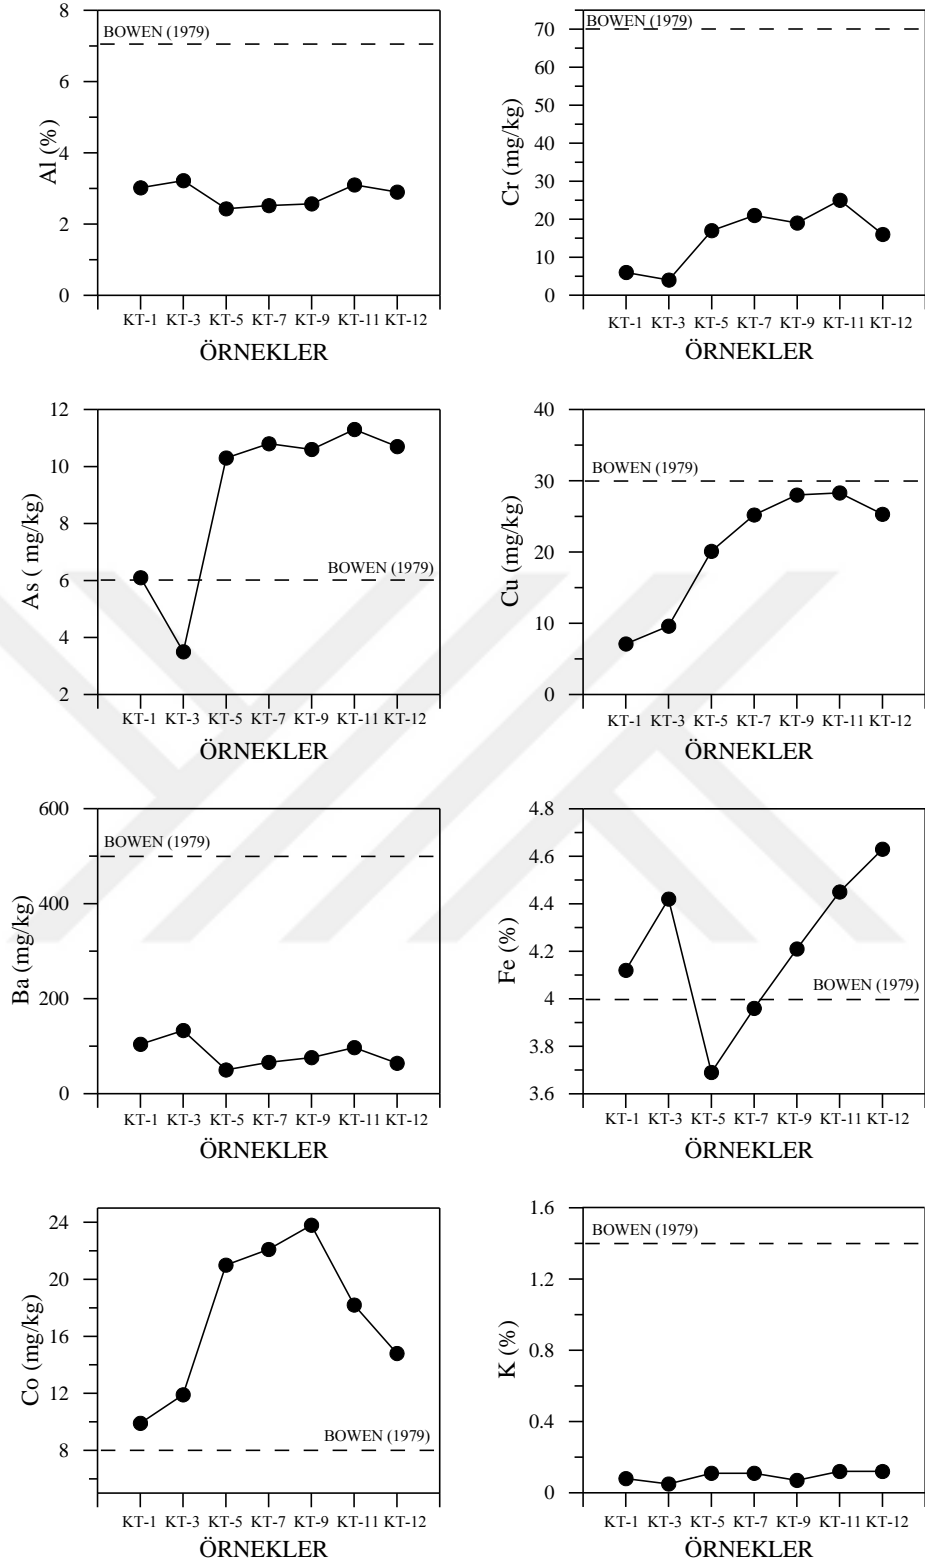 8
6
4
2
0
Al (%)
BOWEN (1979)
KT-1 KT-3 KT-5 KT-7 KT-9 KT-11 KT-12
ÖRNEKLER
70
60
50
40
30
20
10
0
Cr (mg/kg)
BOWEN (1979)
KT-1 KT-3 KT-5 KT-7 KT-9 KT-11 KT-12
ÖRNEKLER
12
10
8
6
4
2
As ( mg/kg)
BOWEN (1979)
KT-1 KT-3 KT-5 KT-7 KT-9 KT-11 KT-12
ÖRNEKLER
40
30
20
10
0
Cu (mg/kg)
BOWEN (1979)
KT-1 KT-3 KT-5 KT-7 KT-9 KT-11 KT-12
ÖRNEKLER
600
400
200
0
Ba (mg/kg)
BOWEN (1979)
KT-1 KT-3 KT-5 KT-7 KT-9 KT-11 KT-12
ÖRNEKLER
4.8
4.6
4.4
4.2
4
3.8
3.6
Fe (%)
BOWEN (1979)
KT-1 KT-3 KT-5 KT-7 KT-9 KT-11 KT-12
ÖRNEKLER
24
20
16
12
8
Co (mg/kg)
BOWEN (1979)
KT-1 KT-3 KT-5 KT-7 KT-9 KT-11 KT-12
ÖRNEKLER
1.6
1.2
0.8
0.4
0
K (%)
BOWEN (1979)
KT-1 KT-3 KT-5 KT-7 KT-9 KT-11 KT-12
ÖRNEKLER